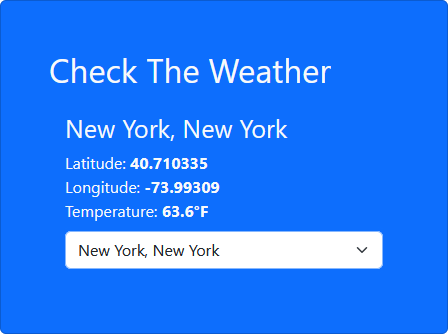 Check The Weather
New York, New York
Latitude: 40.710335
Longitude: -73.99309
Temperature: 63.6°F
New York, New York